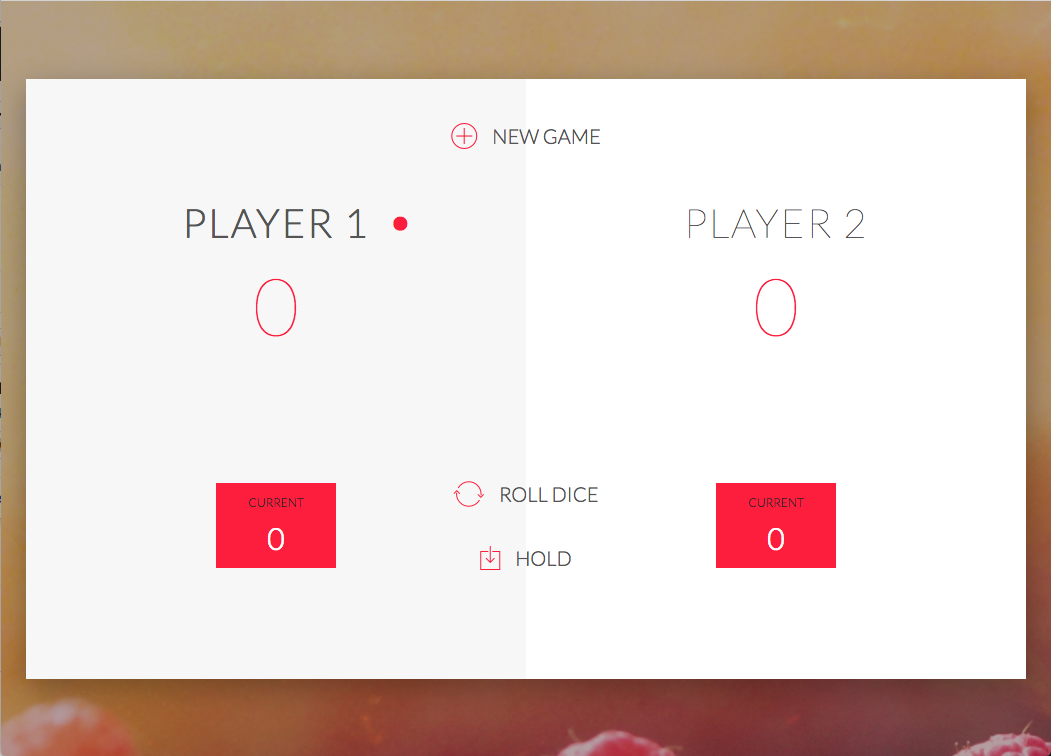 NEW GAME
PLAYER 1
PLAYER 2
0
0
ROLL DICE
CURRENT
0
CURRENT
0
HOLD